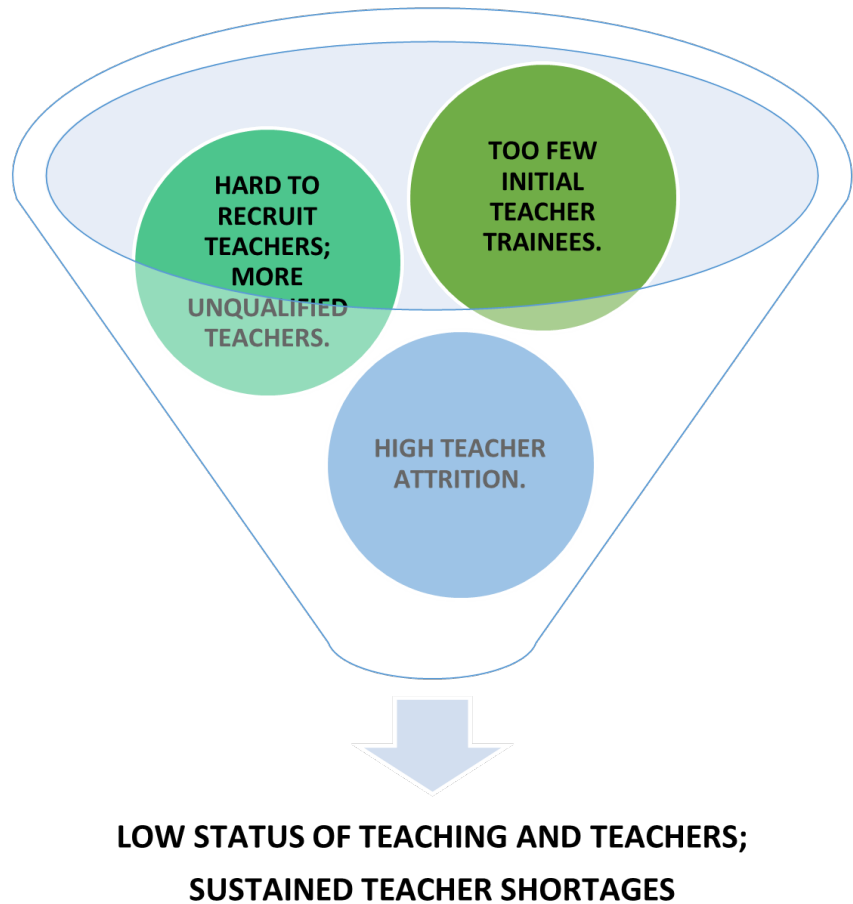 HARD TO
RECRUIT
TEACHERS;
MORE
UNQUALIFIED
TEACHERS.
TOO FEW
INITIAL
TEACHER
TRAINEES.
HIGH TEACHER
ATTRITION.
LOW STATUS OF TEACHING AND TEACHERS;
SUSTAINED TEACHER SHORTAGES